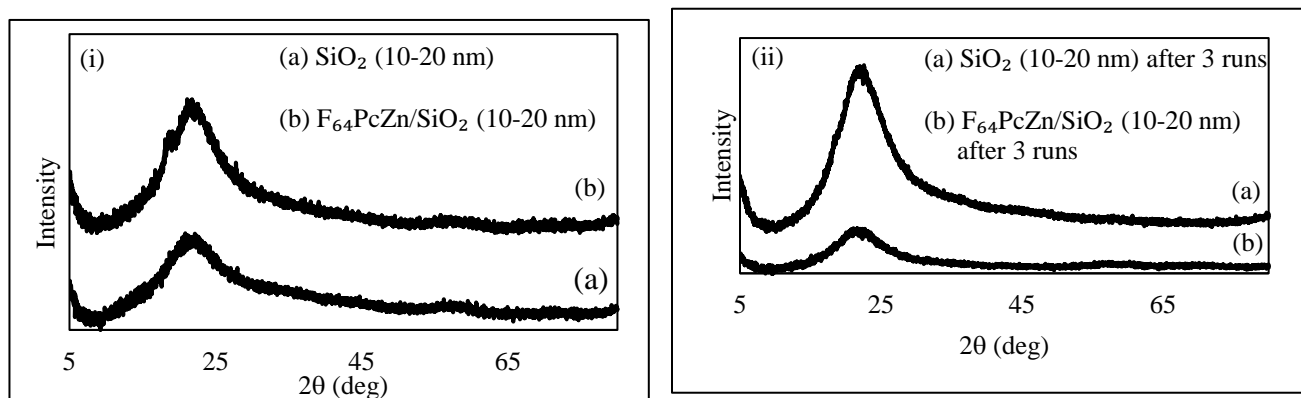 (i)
(a) SiO₂ (10-20 nm)
(b) F₆₄PcZn/SiO₂ (10-20 nm)
(b)
(a)
Intensity
5 25 45 65
2θ (deg)
(ii)
(a) SiO₂ (10-20 nm) after 3 runs
(b) F₆₄PcZn/SiO₂ (10-20 nm)
after 3 runs
(a)
(b)
Intensity
5 25 45 65
2θ (deg)